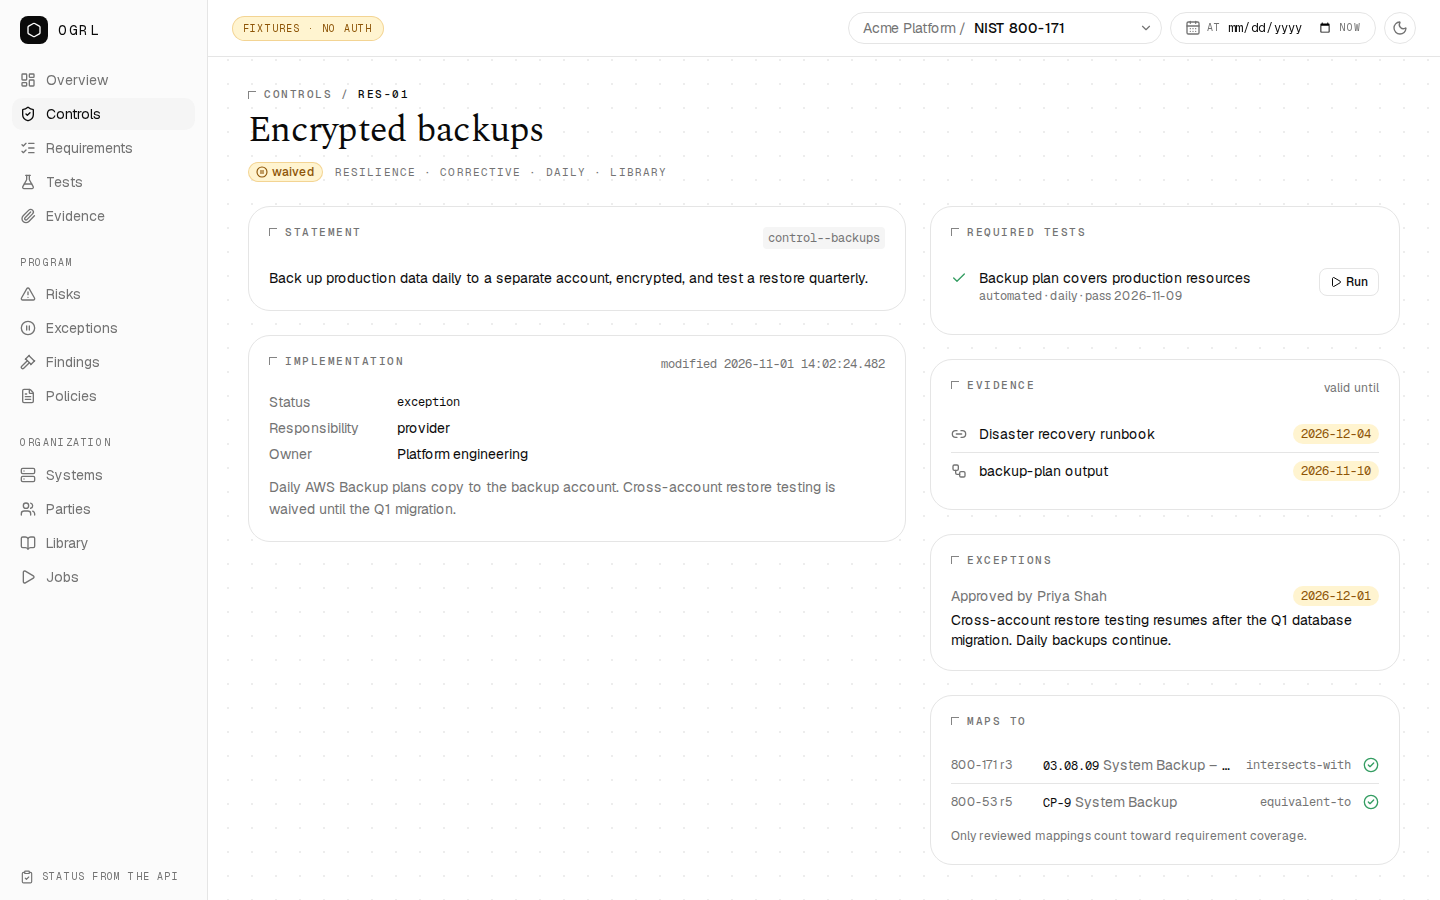 OGRL
FIXTURES · NO AUTH
Acme Platform / NIST 800-171
AT mm/dd/yyyy NOW
Overview
Controls
Requirements
Tests
Evidence
PROGRAM
Risks
Exceptions
Findings
Policies
ORGANIZATION
Systems
Parties
Library
Jobs
STATUS FROM THE API
CONTROLS / RES-01
Encrypted backups
waived RESILIENCE · CORRECTIVE · DAILY · LIBRARY
STATEMENT
control--backups
Back up production data daily to a separate account, encrypted, and test a restore quarterly.
IMPLEMENTATION
modified 2026-11-01 14:02:24.482
Status exception
Responsibility provider
Owner Platform engineering
Daily AWS Backup plans copy to the backup account. Cross-account restore testing is
waived until the Q1 migration.
REQUIRED TESTS
Backup plan covers production resources
automated · daily · pass 2026-11-09
Run
EVIDENCE
valid until
Disaster recovery runbook 2026-12-04
backup-plan output 2026-11-10
EXCEPTIONS
Approved by Priya Shah 2026-12-01
Cross-account restore testing resumes after the Q1 database
migration. Daily backups continue.
MAPS TO
800-171 r3 03.08.09 System Backup – … intersects-with
800-53 r5 CP-9 System Backup equivalent-to
Only reviewed mappings count toward requirement coverage.